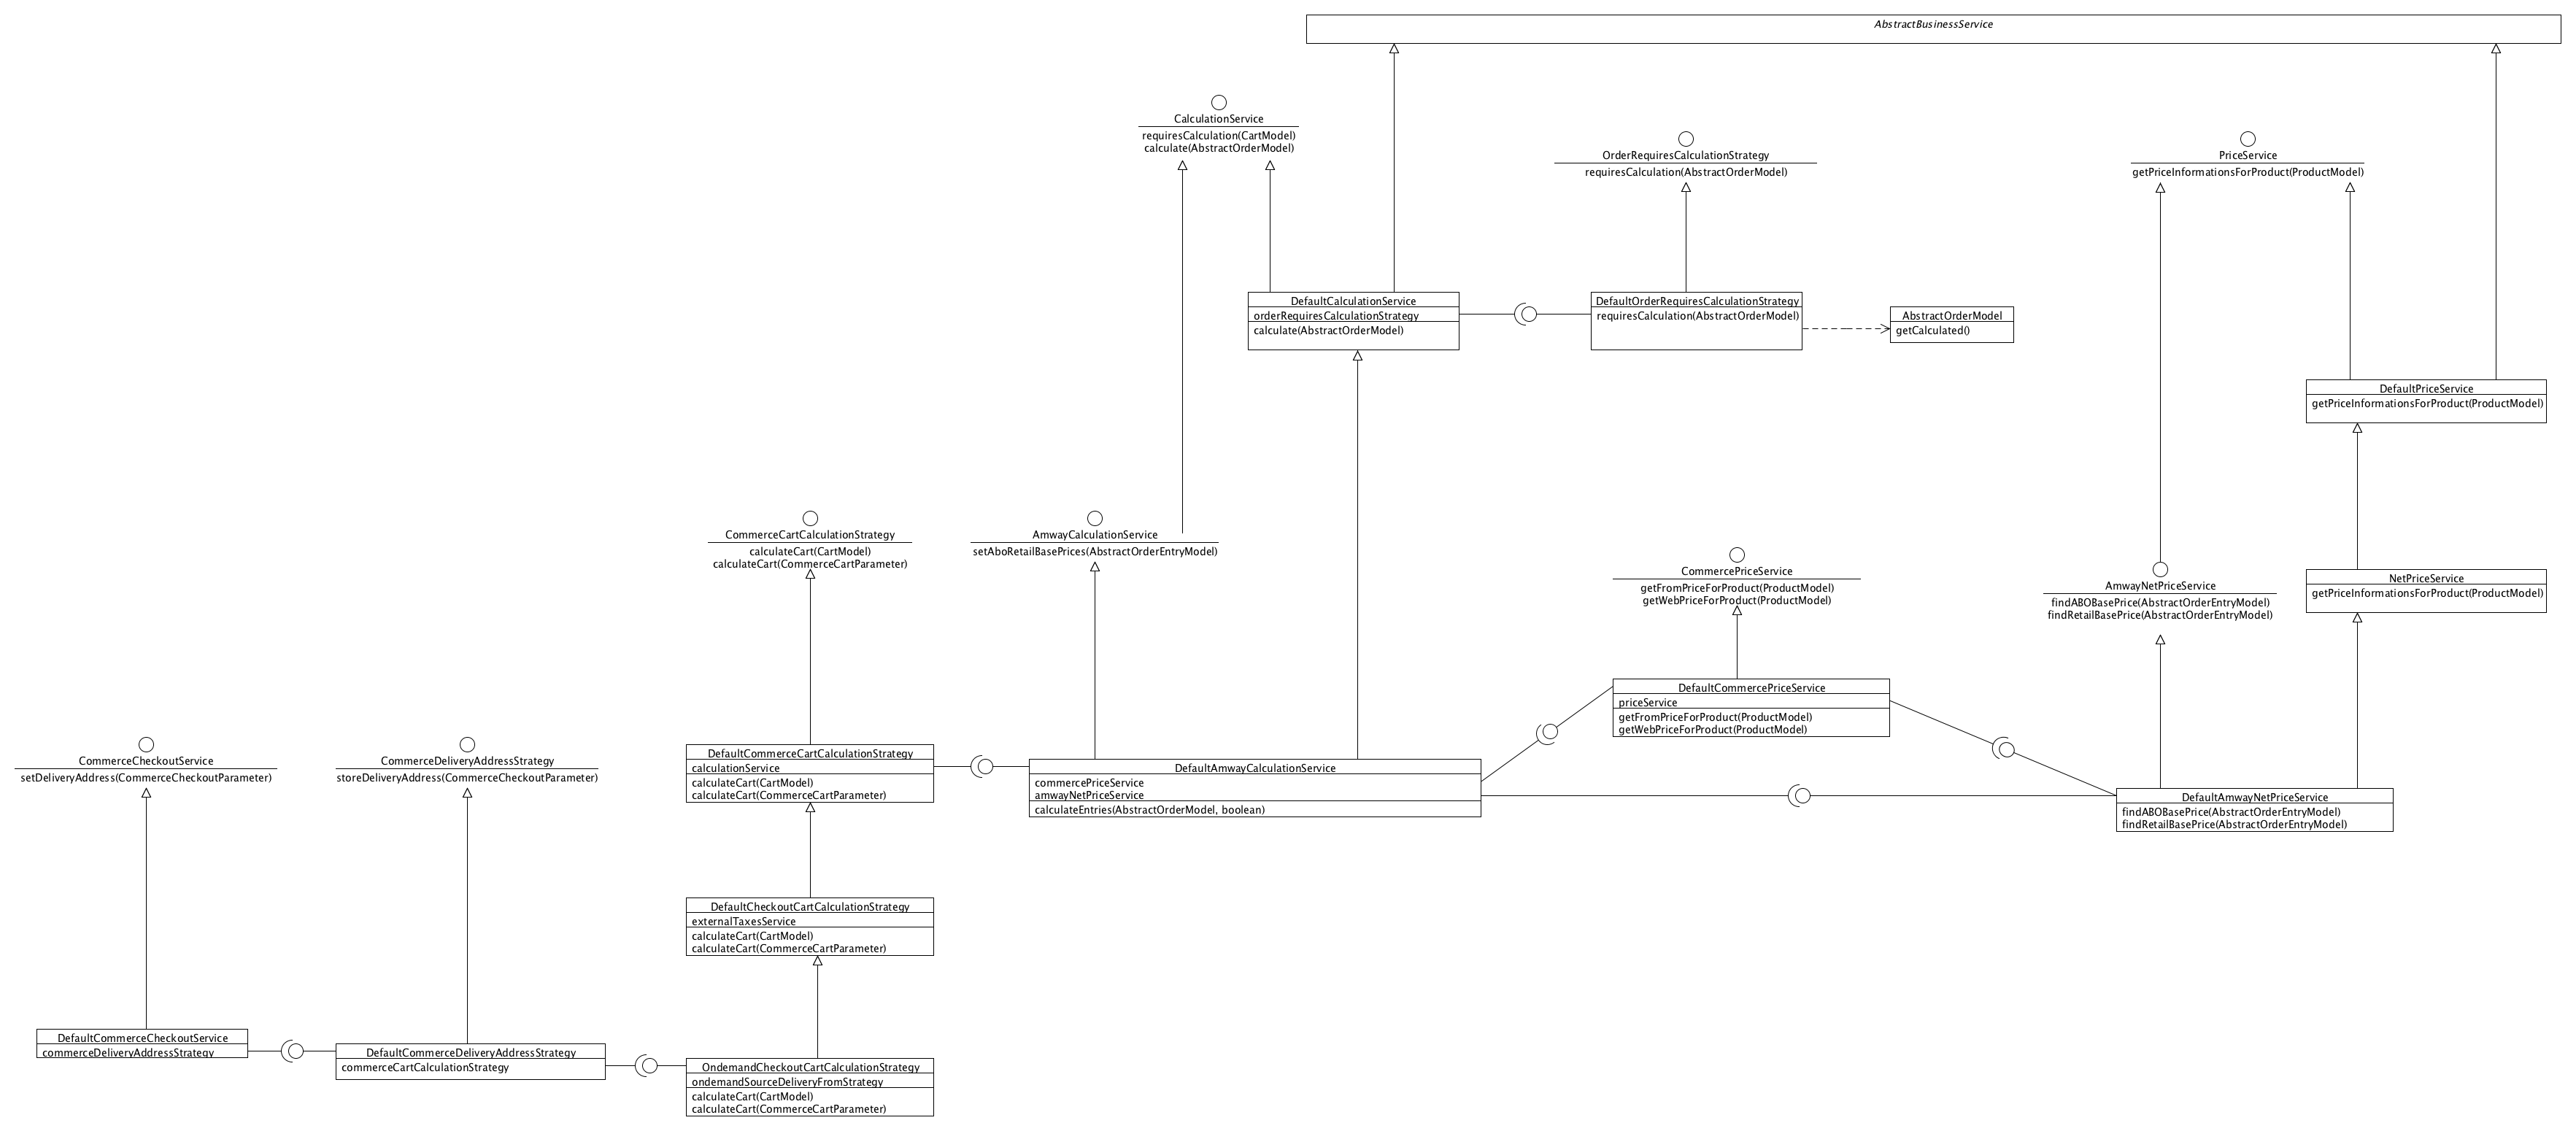 AbstractBusinessService
CalculationService
requiresCalculation(CartModel)
calculate(AbstractOrderModel)
OrderRequiresCalculationStrategy
requiresCalculation(AbstractOrderModel)
PriceService
getPriceInformationsForProduct(ProductModel)
DefaultCalculationService
orderRequiresCalculationStrategy
calculate(AbstractOrderModel)
DefaultOrderRequiresCalculationStrategy
requiresCalculation(AbstractOrderModel)
AbstractOrderModel
getCalculated()
DefaultPriceService
getPriceInformationsForProduct(ProductModel)
CommerceCartCalculationStrategy
calculateCart(CartModel)
calculateCart(CommerceCartParameter)
AmwayCalculationService
setAboRetailBasePrices(AbstractOrderEntryModel)
CommercePriceService
getFromPriceForProduct(ProductModel)
getWebPriceForProduct(ProductModel)
AmwayNetPriceService
findABOBasePrice(AbstractOrderEntryModel)
findRetailBasePrice(AbstractOrderEntryModel)
NetPriceService
getPriceInformationsForProduct(ProductModel)
DefaultCommercePriceService
priceService
getFromPriceForProduct(ProductModel)
getWebPriceForProduct(ProductModel)
CommerceCheckoutService
setDeliveryAddress(CommerceCheckoutParameter)
CommerceDeliveryAddressStrategy
storeDeliveryAddress(CommerceCheckoutParameter)
DefaultCommerceCartCalculationStrategy
calculationService
calculateCart(CartModel)
calculateCart(CommerceCartParameter)
DefaultAmwayCalculationService
commercePriceService
amwayNetPriceService
calculateEntries(AbstractOrderModel, boolean)
DefaultAmwayNetPriceService
findABOBasePrice(AbstractOrderEntryModel)
findRetailBasePrice(AbstractOrderEntryModel)
DefaultCheckoutCartCalculationStrategy
externalTaxesService
calculateCart(CartModel)
calculateCart(CommerceCartParameter)
DefaultCommerceCheckoutService
commerceDeliveryAddressStrategy
DefaultCommerceDeliveryAddressStrategy
commerceCartCalculationStrategy
OndemandCheckoutCartCalculationStrategy
ondemandSourceDeliveryFromStrategy
calculateCart(CartModel)
calculateCart(CommerceCartParameter)